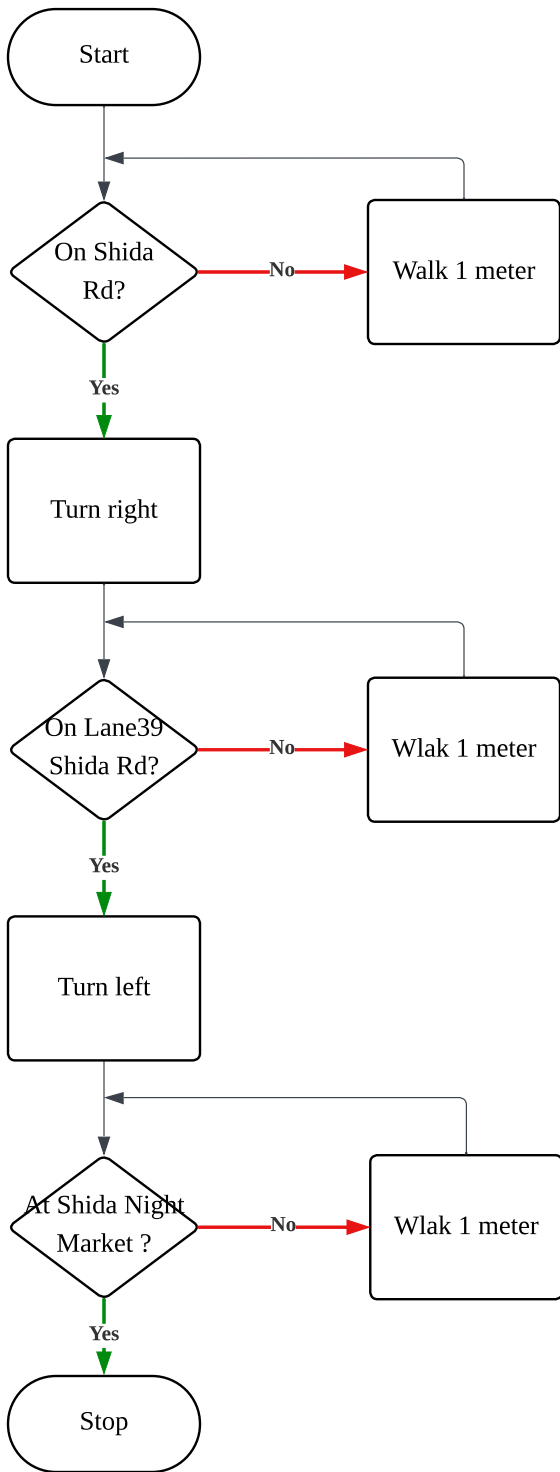 Start
On Shida
Rd?
No
Walk 1 meter
Yes
Turn right
On Lane39
Shida Rd?
No
Wlak 1 meter
Yes
Turn left
At Shida Night
Market ?
No
Wlak 1 meter
Yes
Stop